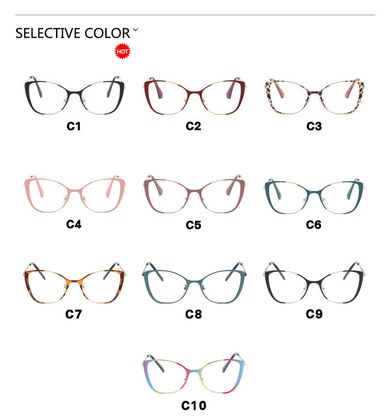 SELECTIVE COLOR
HOT
C1 C2 C3
C4 C5 C6
C7 C8 C9
C10